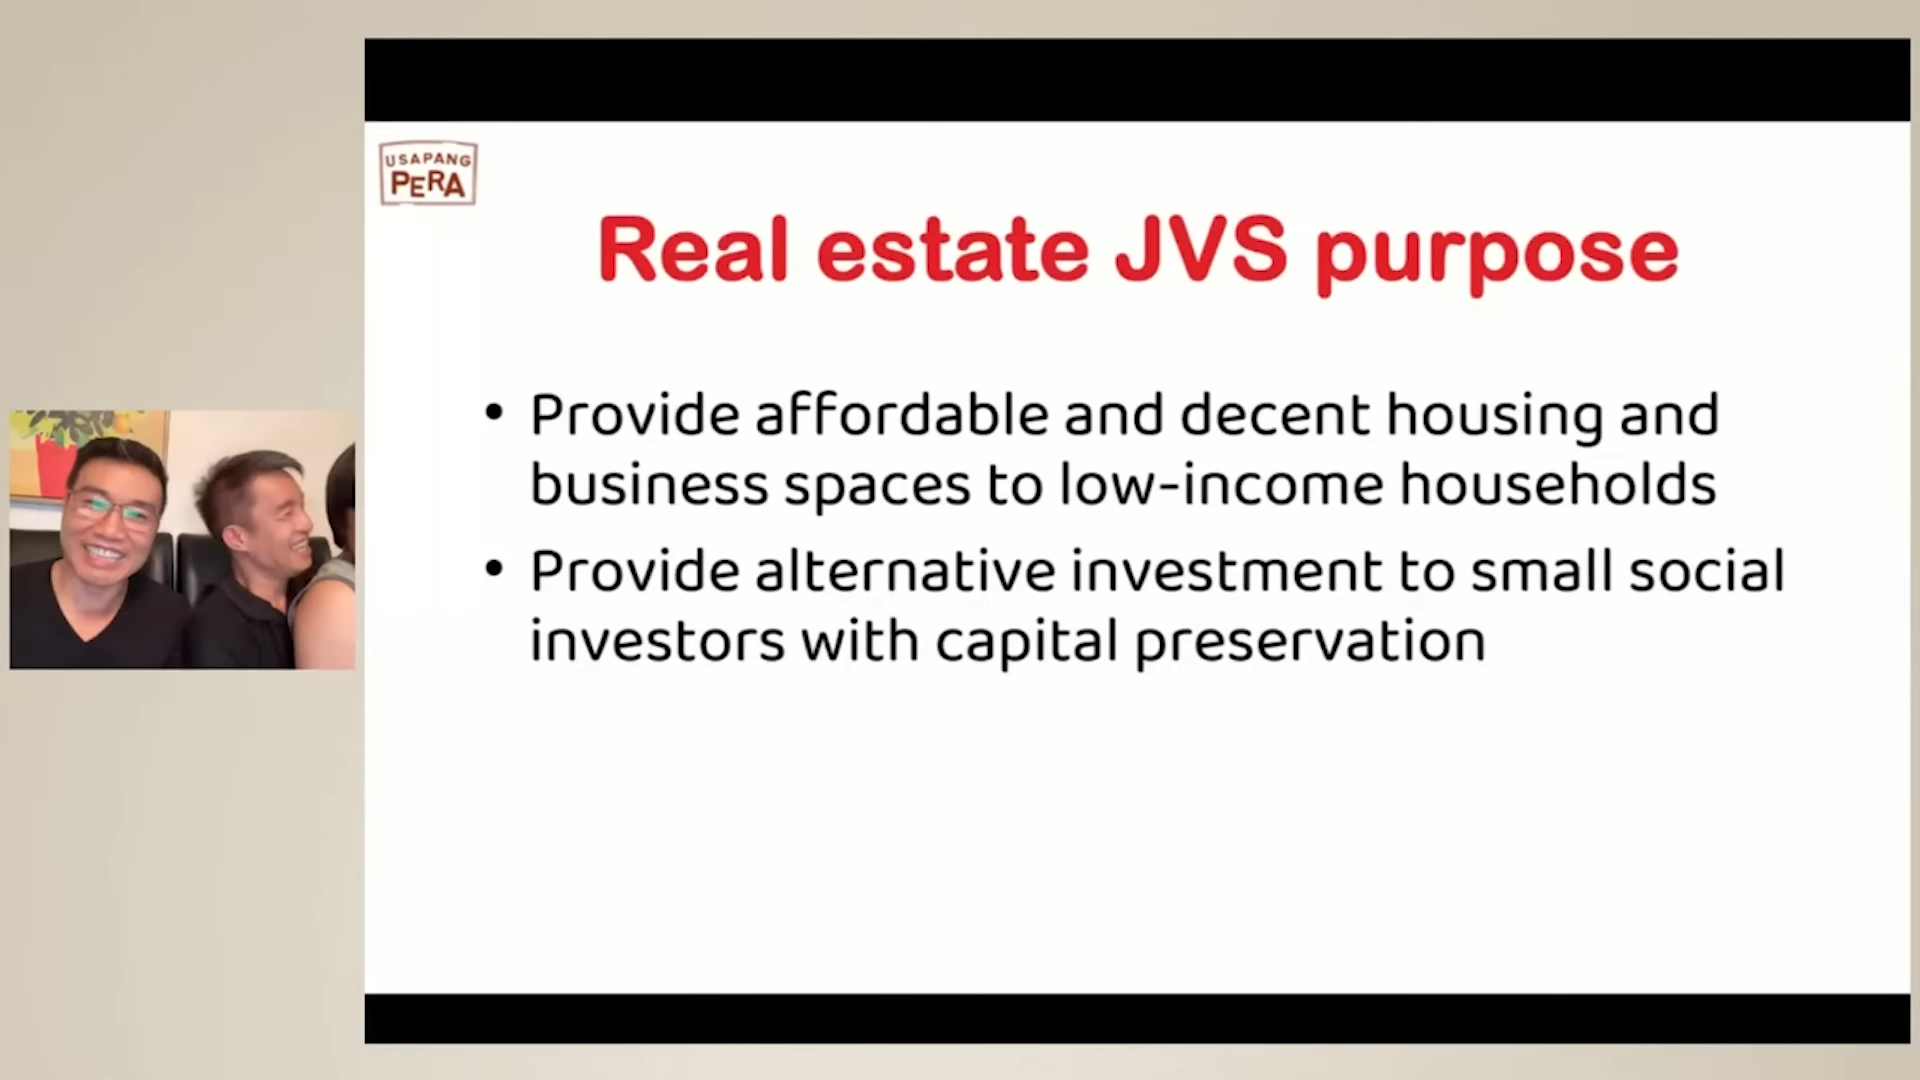 USAPANG
PERA
Real estate JVS purpose
• Provide affordable and decent housing and
business spaces to low-income households
• Provide alternative investment to small social
investors with capital preservation